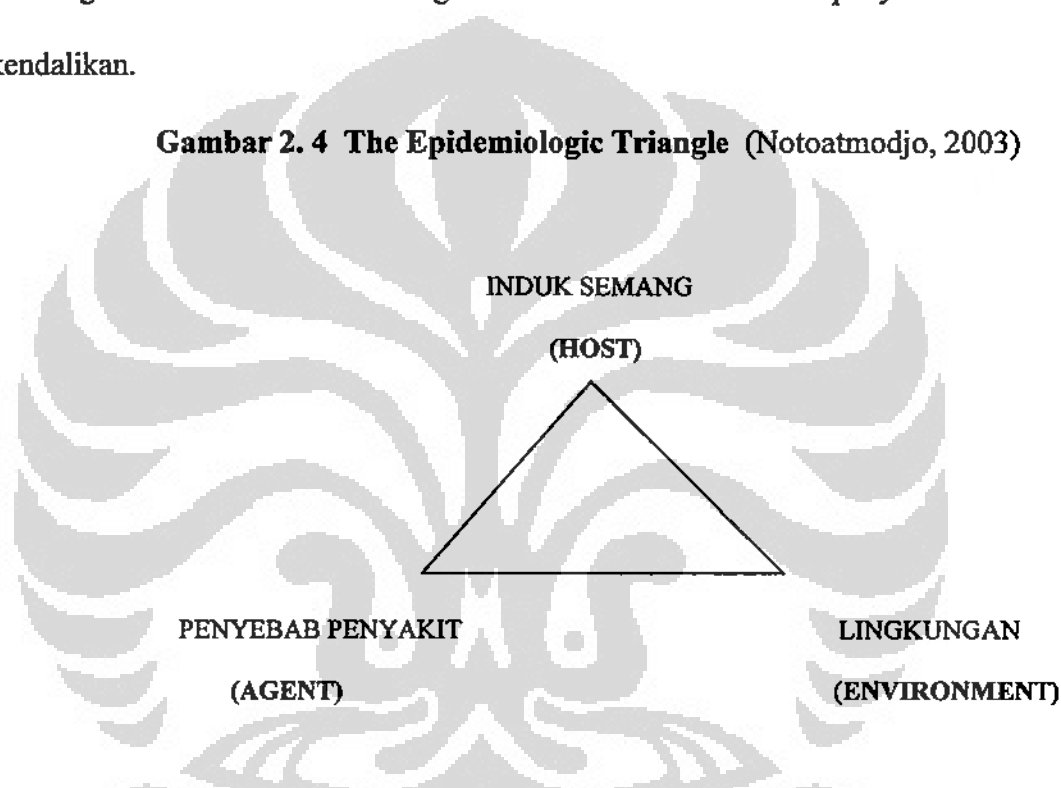 kendalikan.
Gambar 2. 4 The Epidemiologic Triangle (Notoatmodjo, 2003)
INDUK SEMANG
(HOST)
PENYEBAB PENYAKIT
LINGKUNGAN
(AGENT)
(ENVIRONMENT)